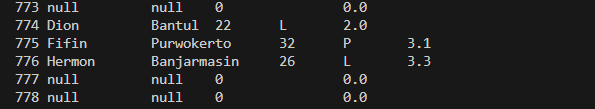 773 null null 0 0.0
774 Dion Bantul 22 L 2.0
775 Fifin Purwokerto 32 P 3.1
776 Hermon Banjarmasin 26 L 3.3
777 null null 0 0.0
778 null null 0 0.0